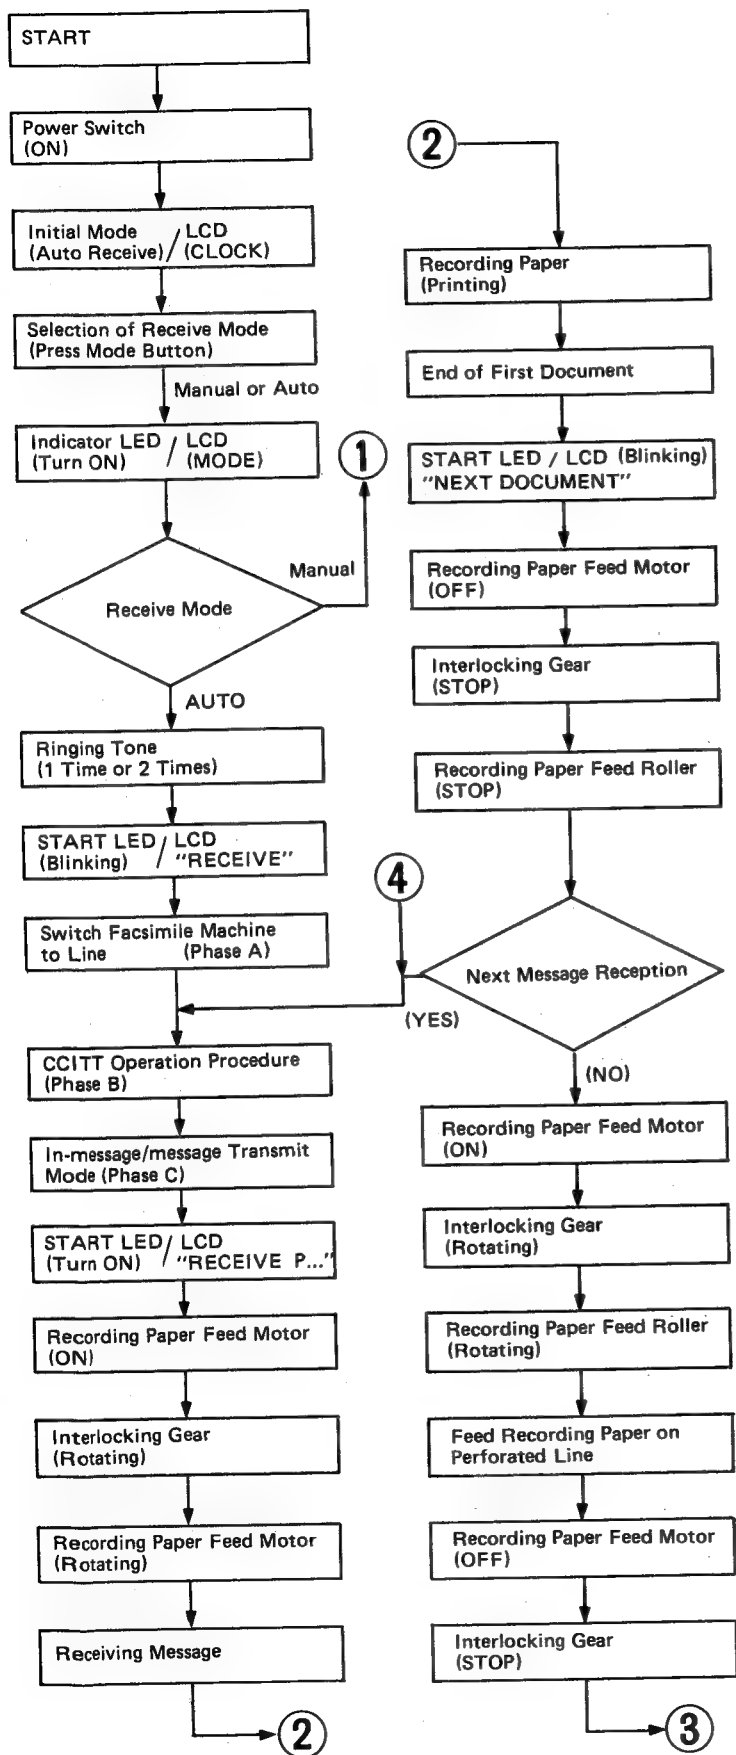 START
Power Switch
(ON)
Initial Mode / LCD
(Auto Receive) (CLOCK)
Selection of Receive Mode
(Press Mode Button)
Manual or Auto
Indicator LED / LCD
(Turn ON) (MODE)
1
Manual
Receive Mode
AUTO
Ringing Tone
(1 Time or 2 Times)
START LED / LCD
(Blinking) "RECEIVE"
Switch Facsimile Machine
to Line (Phase A)
CCITT Operation Procedure
(Phase B)
In-message/message Transmit
Mode (Phase C)
START LED / LCD
(Turn ON) "RECEIVE P..."
Recording Paper Feed Motor
(ON)
Interlocking Gear
(Rotating)
Recording Paper Feed Motor
(Rotating)
Receiving Message
2
2
Recording Paper
(Printing)
End of First Document
START LED / LCD (Blinking)
"NEXT DOCUMENT"
Recording Paper Feed Motor
(OFF)
Interlocking Gear
(STOP)
Recording Paper Feed Roller
(STOP)
4
Next Message Reception
(YES)
(NO)
Recording Paper Feed Motor
(ON)
Interlocking Gear
(Rotating)
Recording Paper Feed Roller
(Rotating)
Feed Recording Paper on
Perforated Line
Recording Paper Feed Motor
(OFF)
Interlocking Gear
(STOP)
3